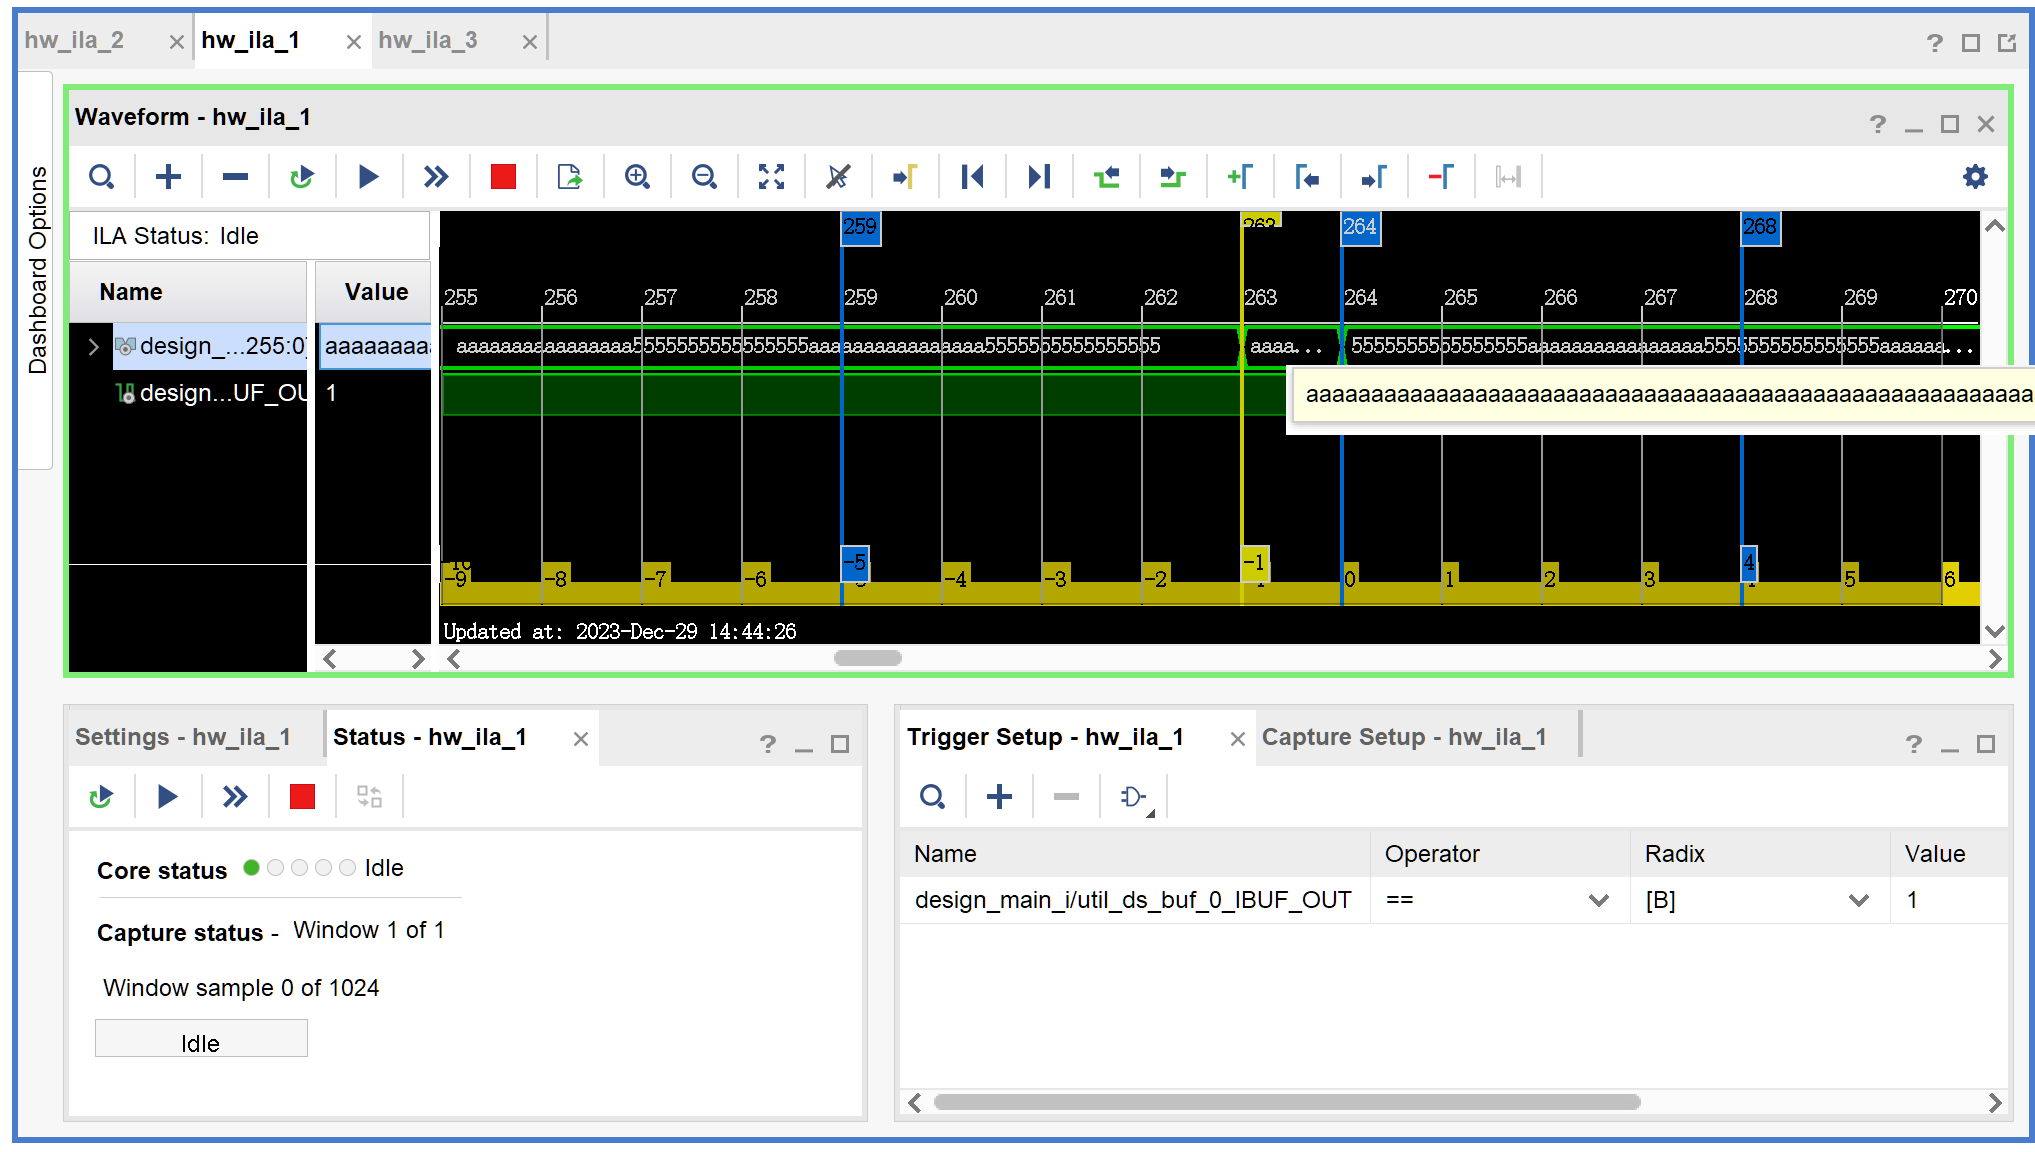 hw_ila_2 hw_ila_1 hw_ila_3
Dashboard Options
Waveform - hw_ila_1
ILA Status: Idle
Name Value
259 264 268
255 256 257 258 259 260 261 262 263 264 265 266 267 268 269 270
design_...255:0]
aaaaaaaa
aaaaaaaaaaaaaaaa5555555555555555aaaaaaaaaaaaaaaa5555555555555555 aaaa... 5555555555555555aaaaaaaaaaaaaaaa5555555555555555aaaaaa...
design...UF_OU 1
-5 -1 4
-9 -8 -7 -6 -4 -3 -2 0 1 2 3 5 6
Updated at: 2023-Dec-29 14:44:26
Settings - hw_ila_1 Status - hw_ila_1
Core status Idle
Capture status - Window 1 of 1
Window sample 0 of 1024
Idle
Trigger Setup - hw_ila_1 Capture Setup - hw_ila_1
Name Operator Radix Value
design_main_i/util_ds_buf_0_IBUF_OUT == [B] 1